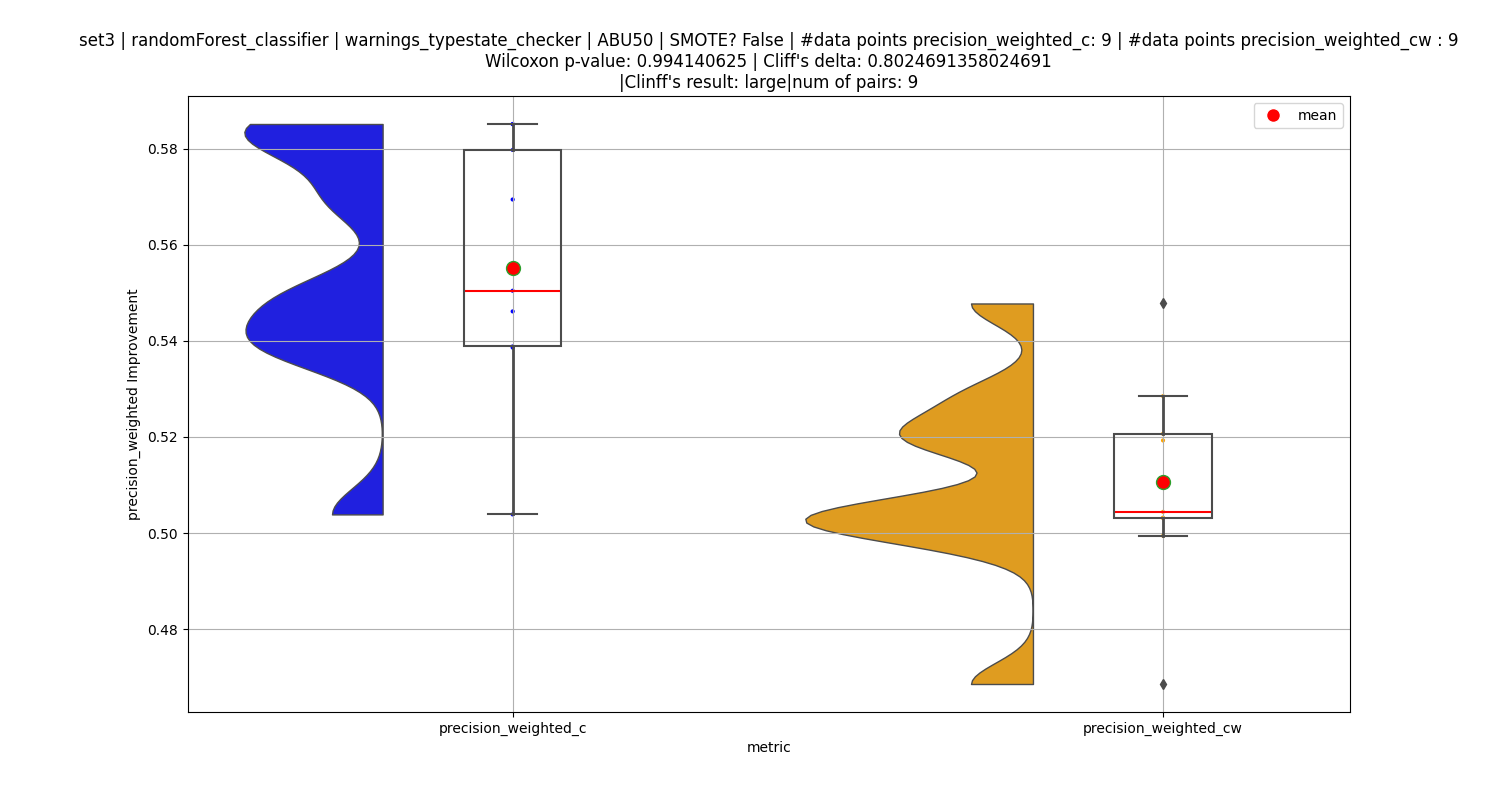 set3 | randomForest_classifier | warnings_typestate_checker | ABU50 | SMOTE? False | #data points precision_weighted_c: 9 | #data points precision_weighted_cw : 9
Wilcoxon p-value: 0.994140625 | Cliff's delta: 0.8024691358024691
|Clinff's result: large|num of pairs: 9
mean
0.58
0.56
0.54
0.52
0.50
0.48
precision_weighted Improvement
precision_weighted_c
precision_weighted_cw
metric